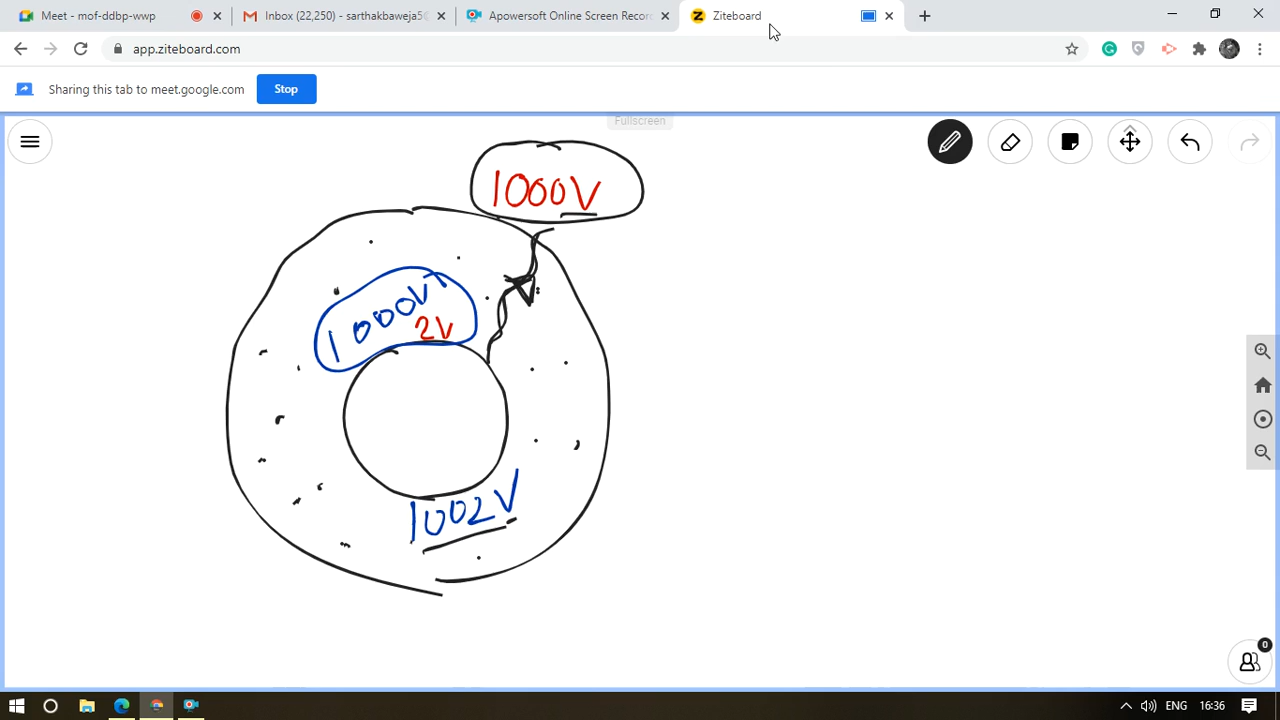 Meet - mof-ddbp-wwp
Inbox (22,250) - sarthakbaweja5
Apowersoft Online Screen Recor
Ziteboard
app.ziteboard.com
Sharing this tab to meet.google.com
Stop
Fullscreen
1000V
1000V
2V
1002V
0
ENG
16:36